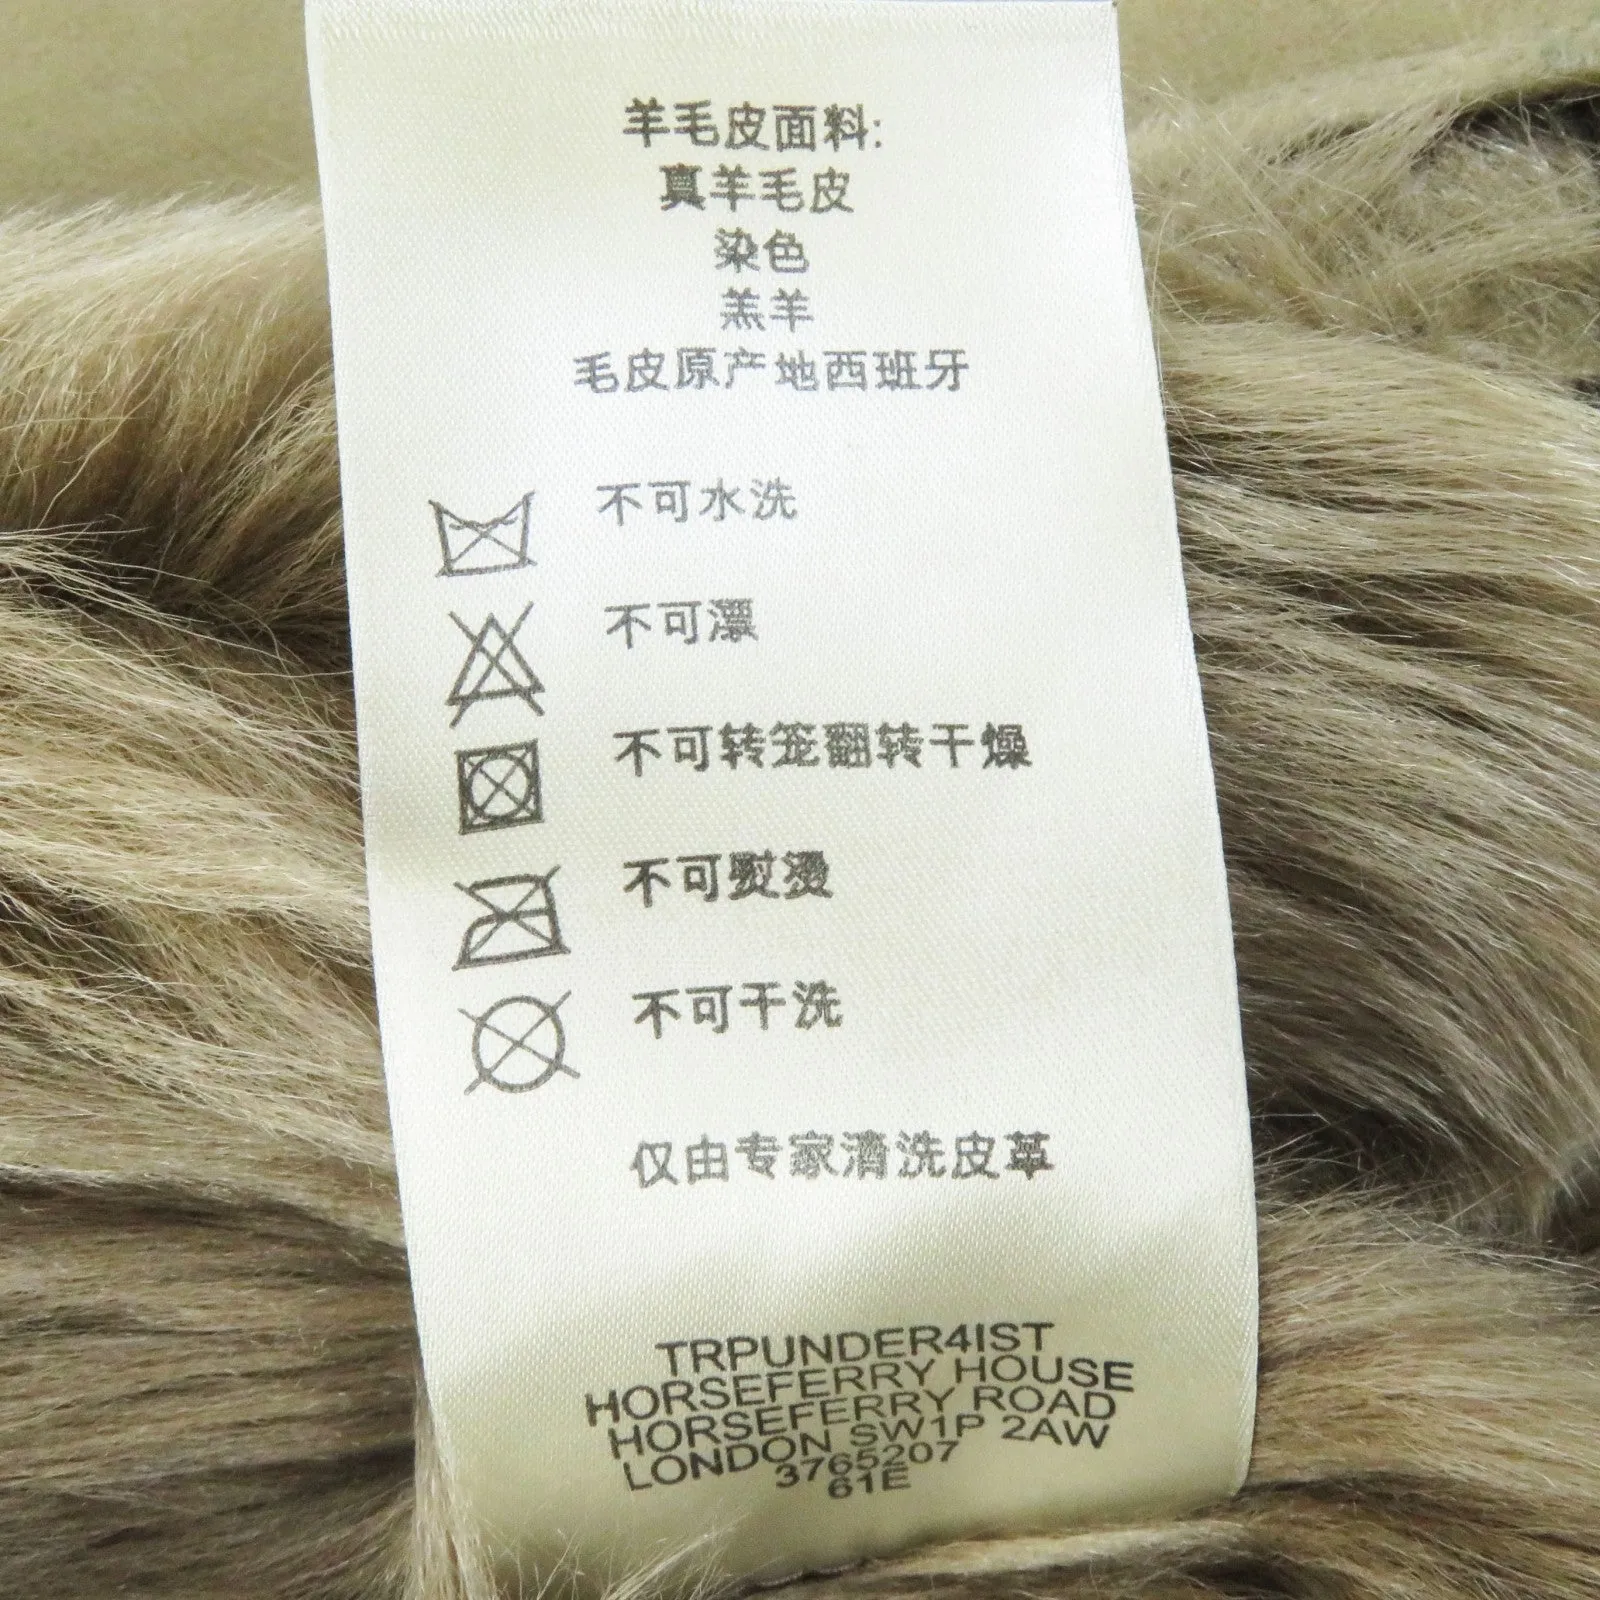 羊毛皮面料:
真羊毛皮
染色
羔羊
毛皮原产地西班牙
不可水洗
不可漂
不可转笼翻转干燥
不可熨烫
不可干洗
仅由专家清洗皮革
TRPUNDER4IST
HORSEFERRY HOUSE
HORSEFERRY ROAD
LONDON SW1P 2AW
3765207
61E